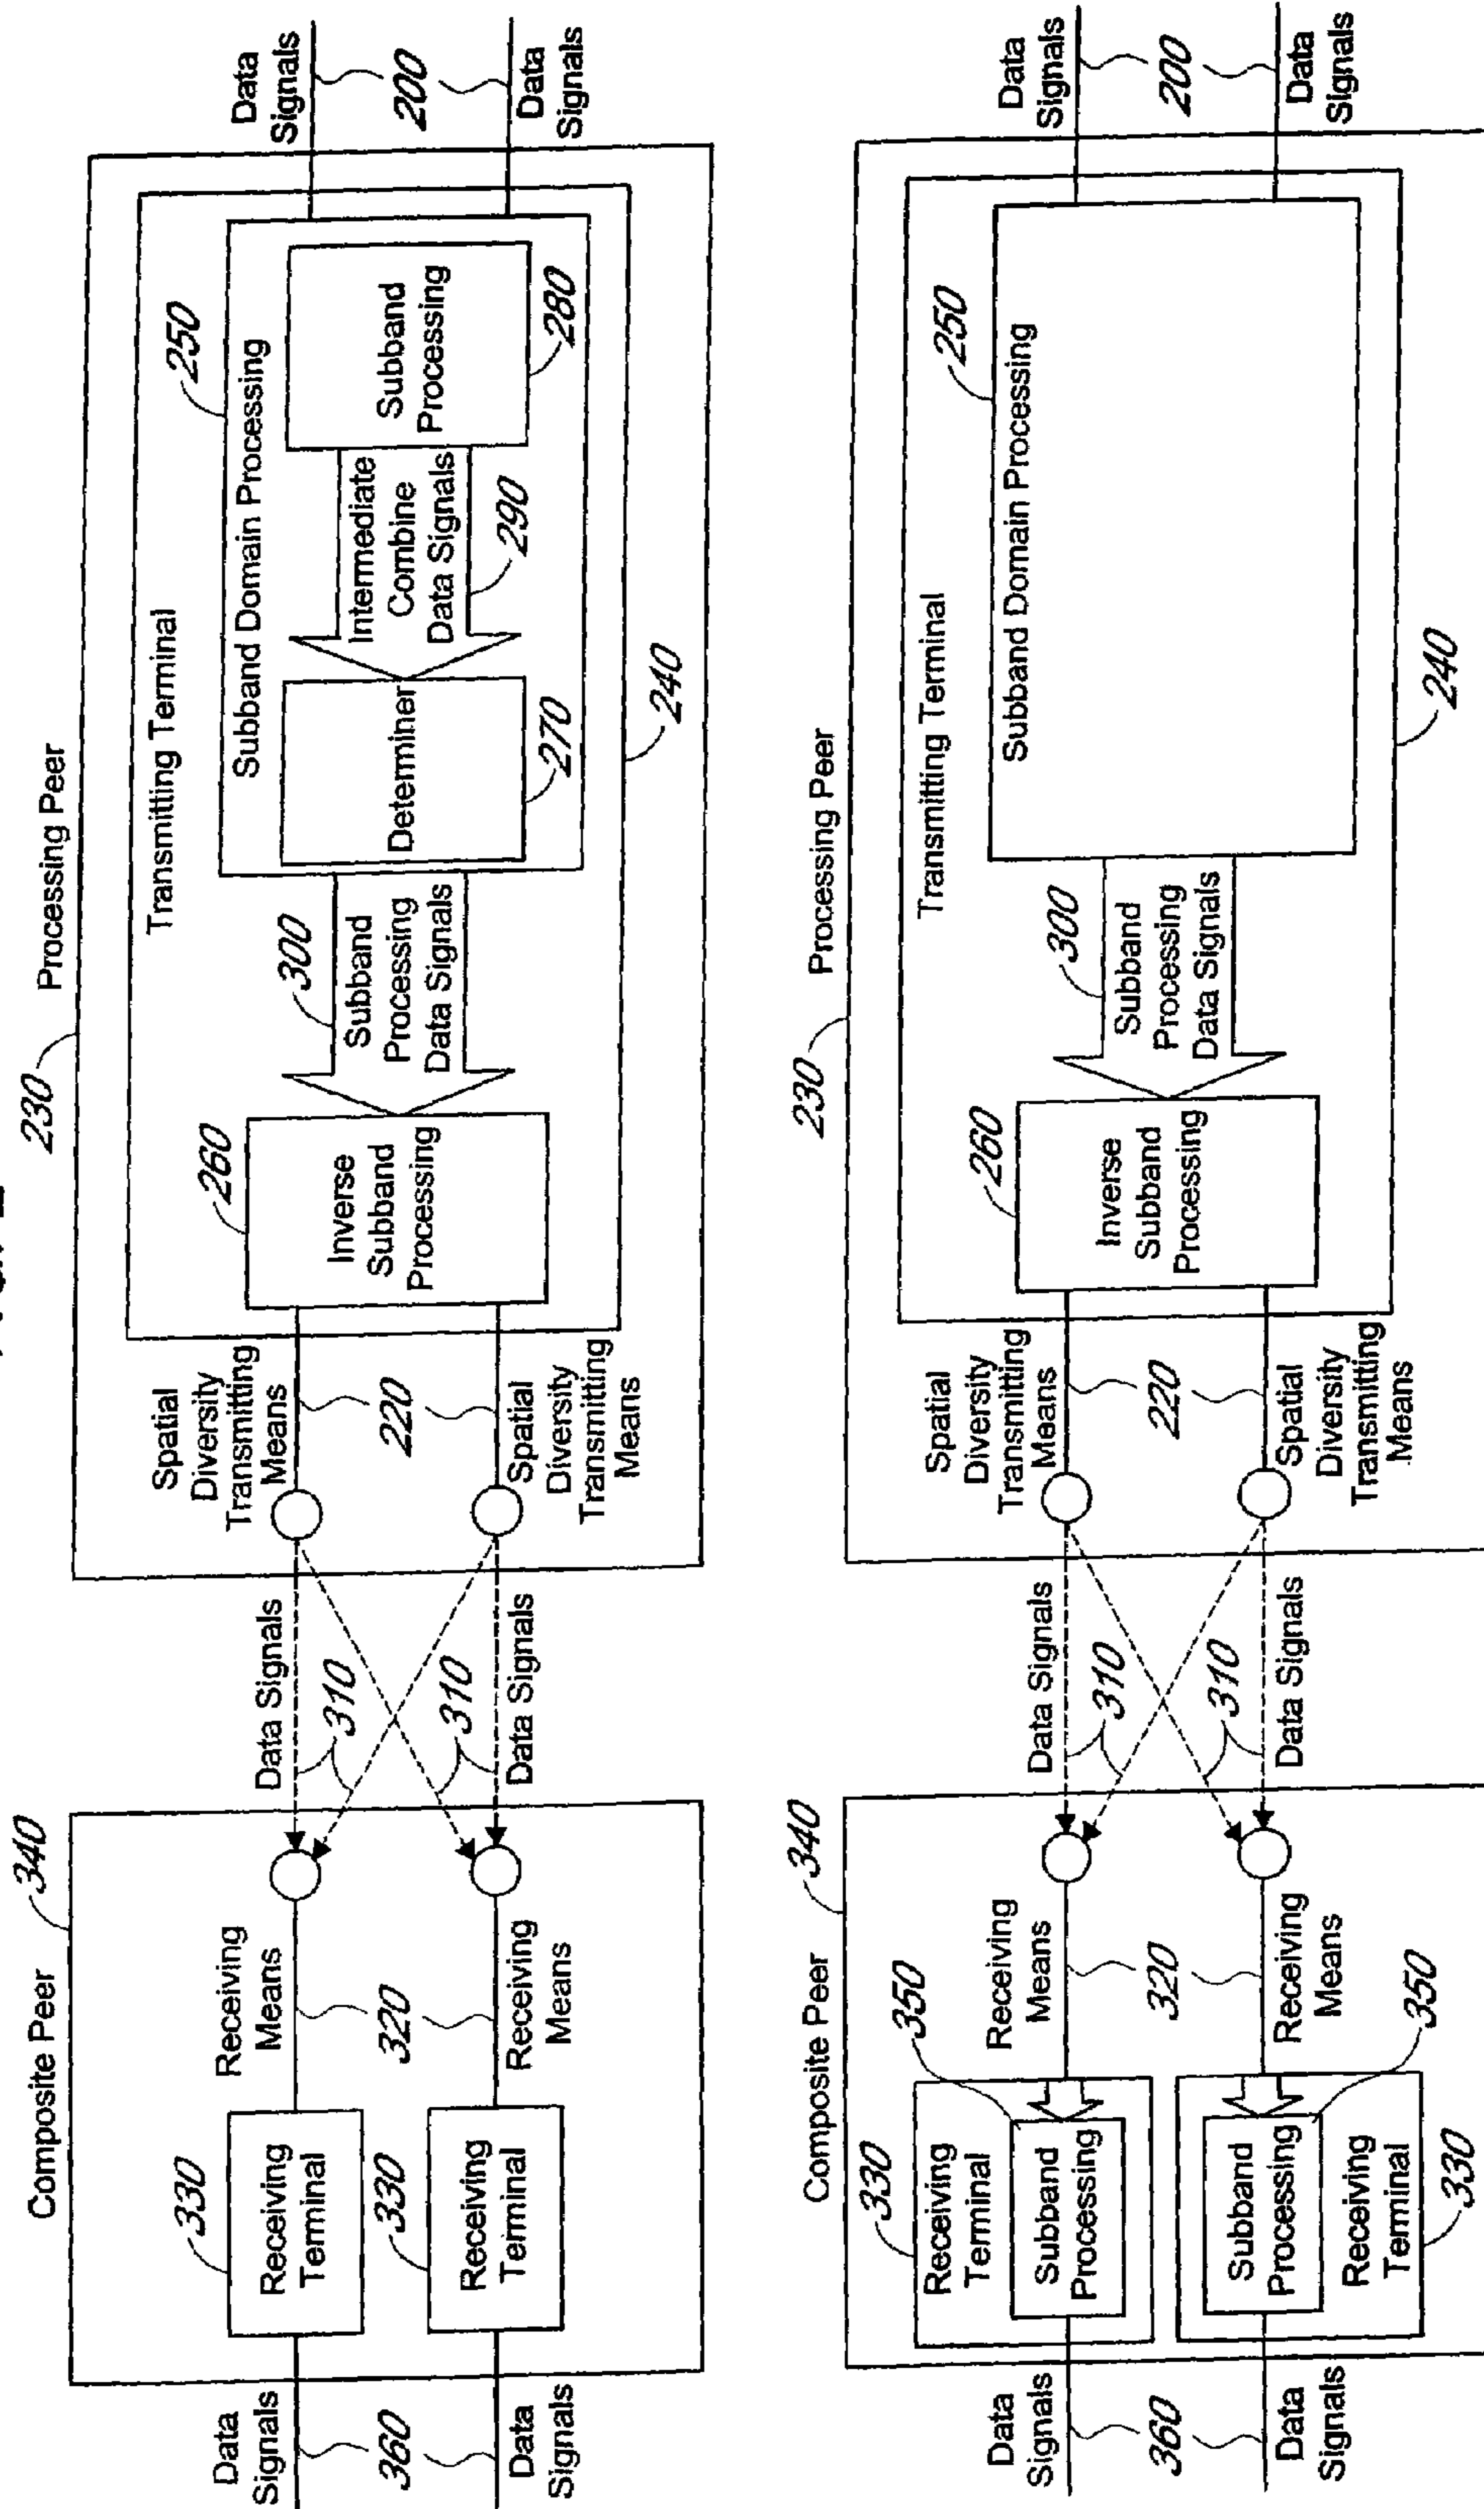 230
Processing Peer
340
Composite Peer
Data
Signals
360
Data
Signals
330
Receiving
Terminal
330
Receiving
Terminal
Receiving
Means
320
Receiving
Means
Data Signals
310
310
Data Signals
Spatial
Diversity
Transmitting
Means
220
Spatial
Diversity
Transmitting
Means
Transmitting Terminal
260
Inverse
Subband
Processing
300
Subband
Processing
Data Signals
250
Subband Domain Processing
Determiner
270
Intermediate
Combine
Data Signals
290
Subband
Processing
280
240
Data
Signals
200
Data
Signals
230
Processing Peer
340
Composite Peer
Data
Signals
360
Data
Signals
330
Receiving
Terminal
Subband
Processing
350
Subband
Processing
Receiving
Terminal
330
350
Receiving
Means
320
Receiving
Means
Data Signals
310
310
Data Signals
Spatial
Diversity
Transmitting
Means
220
Spatial
Diversity
Transmitting
Means
Transmitting Terminal
260
Inverse
Subband
Processing
300
Subband
Processing
Data Signals
250
Subband Domain Processing
240
Data
Signals
200
Data
Signals